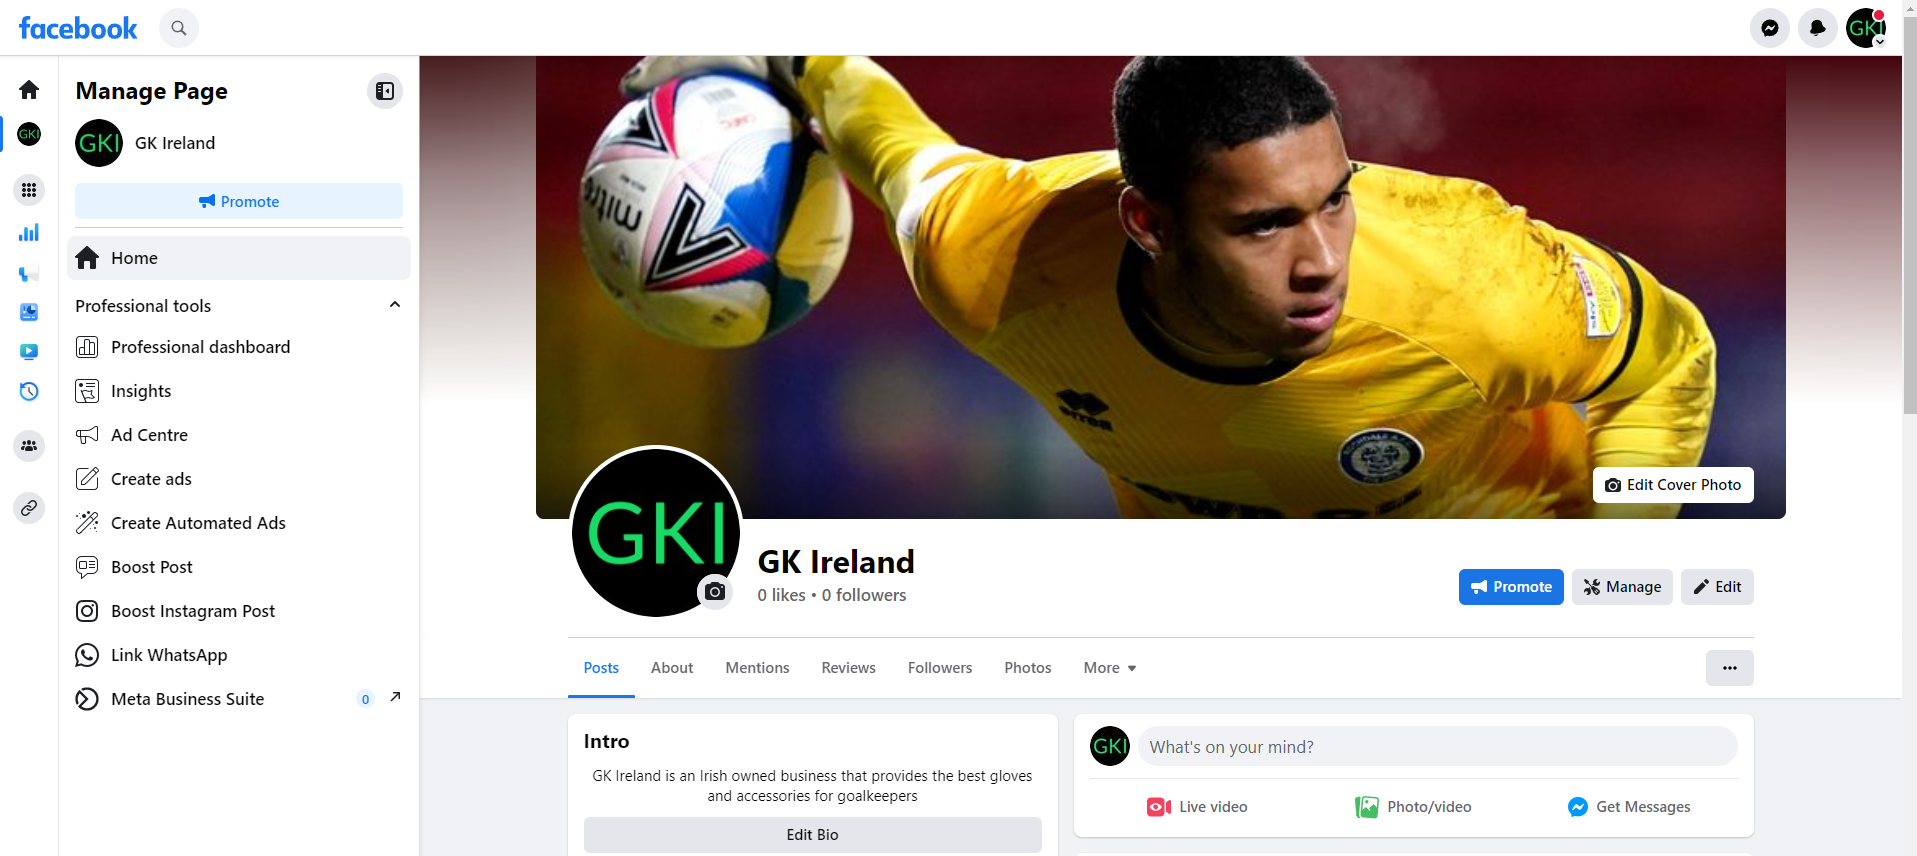 facebook
GKI
Manage Page
GKI
GKI
GK Ireland
Promote
Home
Professional tools
Professional dashboard
Insights
Ad Centre
Create ads
Create Automated Ads
Boost Post
Boost Instagram Post
Link WhatsApp
Meta Business Suite
0
mitre
Edit Cover Photo
GKI
GK Ireland
0 likes • 0 followers
Promote
Manage
Edit
Posts
About
Mentions
Reviews
Followers
Photos
More
Intro
GK Ireland is an Irish owned business that provides the best gloves
and accessories for goalkeepers
Edit Bio
GKI
What's on your mind?
Live video
Photo/video
Get Messages